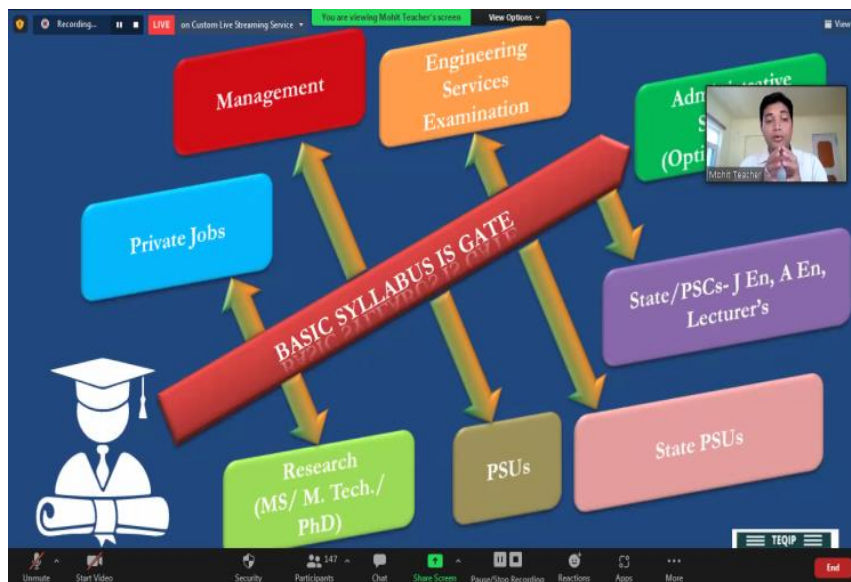 Recording...
LIVE
on Custom Live Streaming Service
You are viewing Mohit Teacher's screen
View Options
View
Management
Engineering
Services
Examination
(Opti
Mohit Teacher
Private Jobs
BASIC SYLLABUS IS GATE
State/PSCs- J En, A En,
Lecturer's
Research
(MS/ M. Tech./
PhD)
PSUs
State PSUs
TEQIP
Unmute
Start Video
Security
Participants
147
Chat
Share Screen
Pause/Stop Recording
Reactions
Apps
More
End